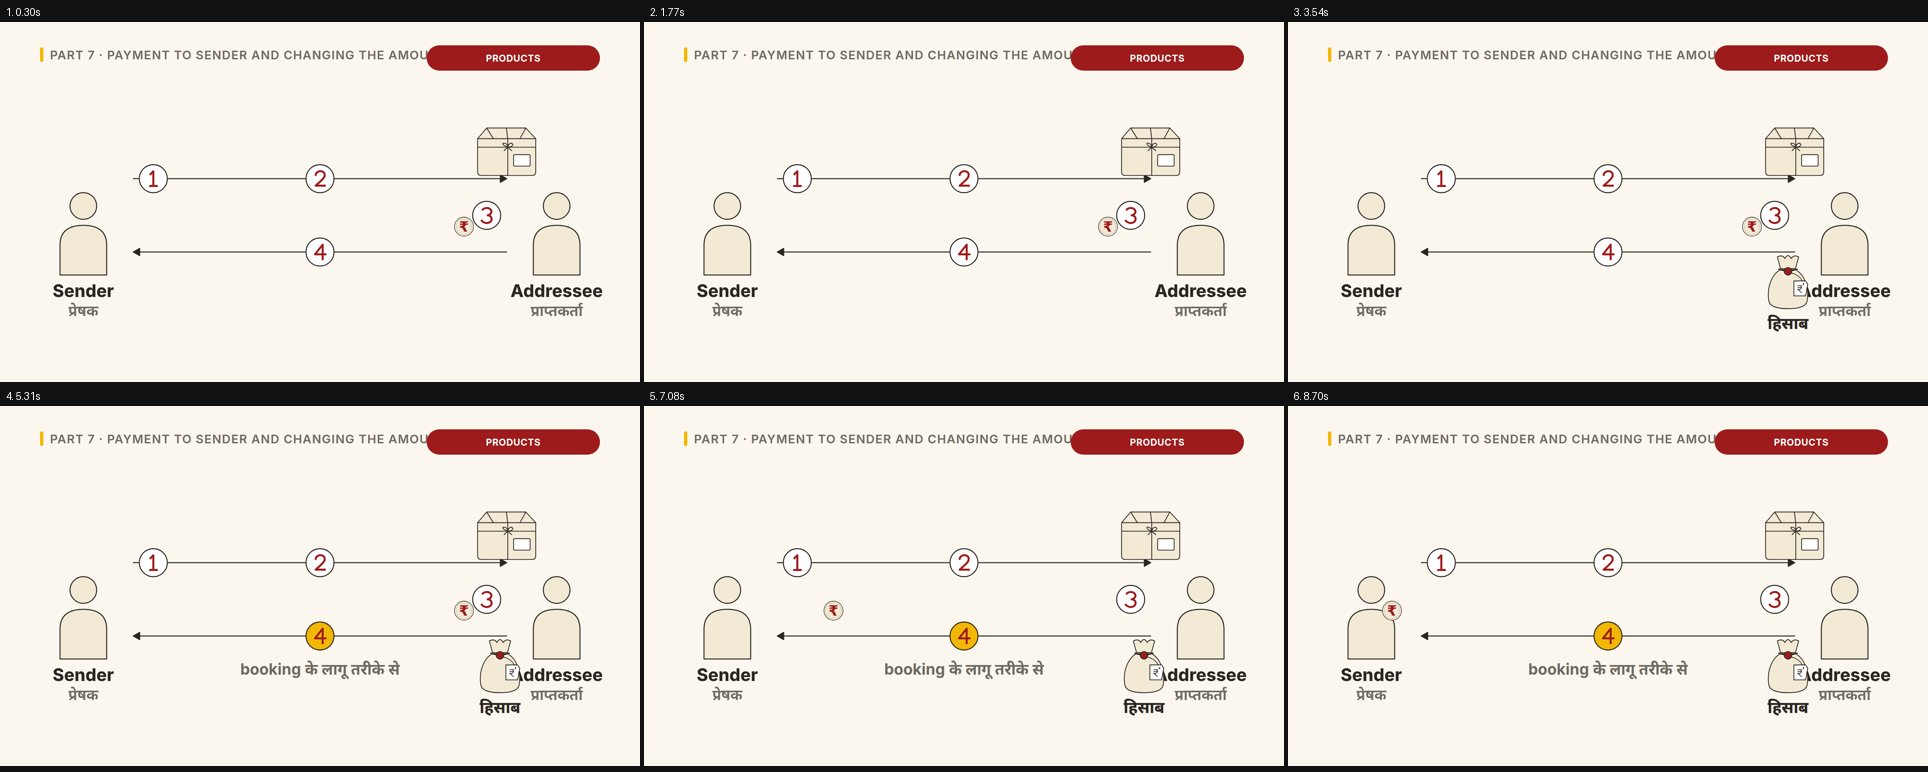 1. 0.30s
PART 7 · PAYMENT TO SENDER AND CHANGING THE AMOU
PRODUCTS
1
2
3
₹
4
Sender
प्रेषक
Addressee
प्राप्तकर्ता
2. 1.77s
PART 7 · PAYMENT TO SENDER AND CHANGING THE AMOU
PRODUCTS
1
2
3
₹
4
Sender
प्रेषक
Addressee
प्राप्तकर्ता
3. 3.54s
PART 7 · PAYMENT TO SENDER AND CHANGING THE AMOU
PRODUCTS
1
2
3
₹
4
Sender
प्रेषक
₹
ddressee
प्राप्तकर्ता
हिसाब
4. 5.31s
PART 7 · PAYMENT TO SENDER AND CHANGING THE AMOU
PRODUCTS
1
2
3
₹
4
booking के लागू तरीके से
Sender
प्रेषक
₹
ddressee
प्राप्तकर्ता
हिसाब
5. 7.08s
PART 7 · PAYMENT TO SENDER AND CHANGING THE AMOU
PRODUCTS
1
2
3
₹
4
booking के लागू तरीके से
Sender
प्रेषक
₹
ddressee
प्राप्तकर्ता
हिसाब
6. 8.70s
PART 7 · PAYMENT TO SENDER AND CHANGING THE AMOU
PRODUCTS
1
2
3
₹
4
booking के लागू तरीके से
Sender
प्रेषक
₹
ddressee
प्राप्तकर्ता
हिसाब